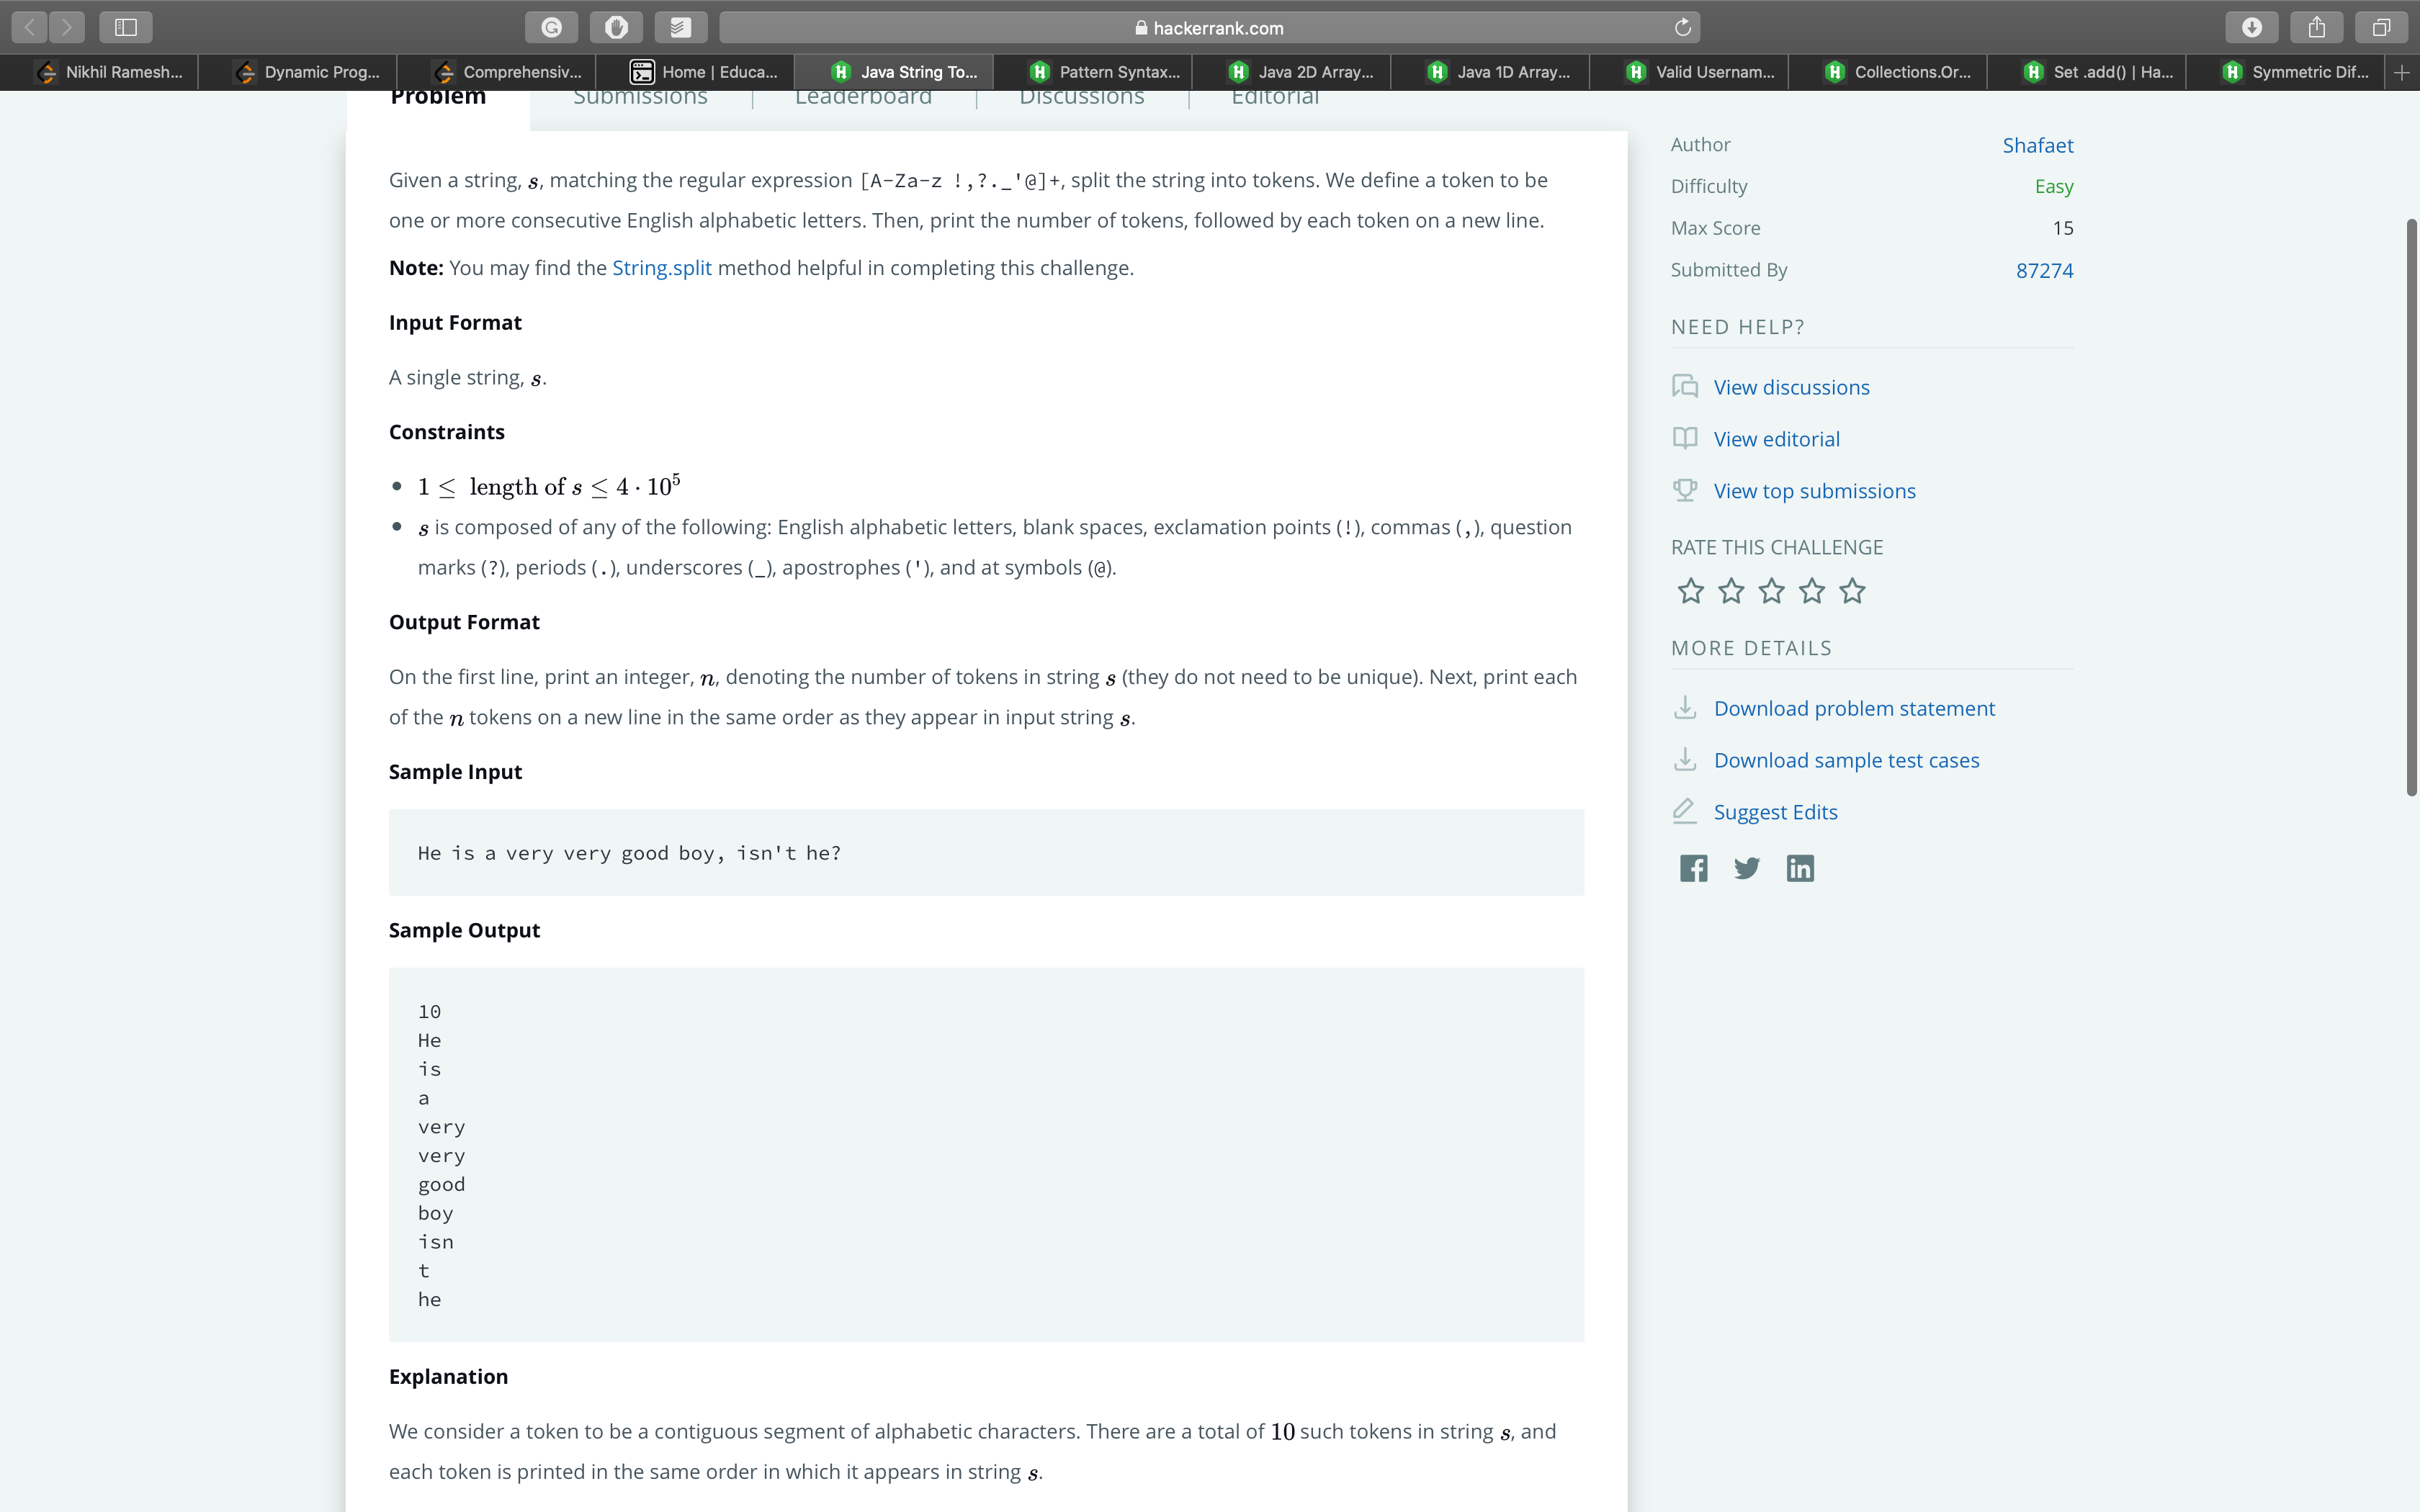 hackerrank.com
Nikhil Ramesh...
Dynamic Prog...
Comprehensiv...
Home | Educa...
Java String To...
Pattern Syntax...
Java 2D Array...
Java 1D Array...
Valid Usernam...
Collections.Or...
Set .add() | Ha...
Symmetric Dif...
Problem
Submissions
Leaderboard
Discussions
Editorial
Given a string, s, matching the regular expression [A-Za-z !,?._'@]+, split the string into tokens. We define a token to be
one or more consecutive English alphabetic letters. Then, print the number of tokens, followed by each token on a new line.
Note: You may find the String.split method helpful in completing this challenge.
Input Format
A single string, s.
Constraints
• 1 ≤ length of s ≤ 4 · 10⁵
• s is composed of any of the following: English alphabetic letters, blank spaces, exclamation points (!), commas (,), question
marks (?), periods (.), underscores (_), apostrophes ('), and at symbols (@).
Output Format
On the first line, print an integer, n, denoting the number of tokens in string s (they do not need to be unique). Next, print each
of the n tokens on a new line in the same order as they appear in input string s.
Sample Input
He is a very very good boy, isn't he?
Sample Output
10
He
is
a
very
very
good
boy
isn
t
he
Explanation
We consider a token to be a contiguous segment of alphabetic characters. There are a total of 10 such tokens in string s, and
each token is printed in the same order in which it appears in string s.
Author Shafaet
Difficulty Easy
Max Score 15
Submitted By 87274
NEED HELP?
View discussions
View editorial
View top submissions
RATE THIS CHALLENGE
MORE DETAILS
Download problem statement
Download sample test cases
Suggest Edits